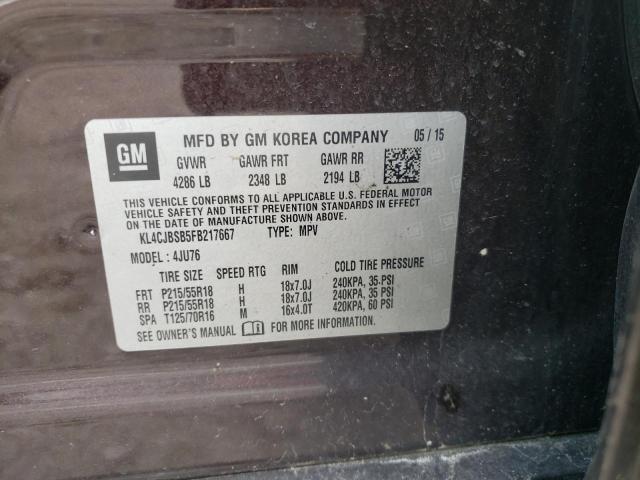 GM
MFD BY GM KOREA COMPANY 05 / 15
GVWR GAWR FRT GAWR RR
4286 LB 2348 LB 2194 LB
THIS VEHICLE CONFORMS TO ALL APPLICABLE U.S. FEDERAL MOTOR
VEHICLE SAFETY AND THEFT PREVENTION STANDARDS IN EFFECT
ON THE DATE OF MANUFACTURE SHOWN ABOVE.
KL4CJBSB5FB217667 TYPE: MPV
MODEL : 4JU76
TIRE SIZE SPEED RTG RIM COLD TIRE PRESSURE
FRT P215/55R18 H 18x7.0J 240KPA, 35 PSI
RR P215/55R18 H 18x7.0J 240KPA, 35 PSI
SPA T125/70R16 M 16x4.0T 420KPA, 60 PSI
SEE OWNER'S MANUAL FOR MORE INFORMATION.